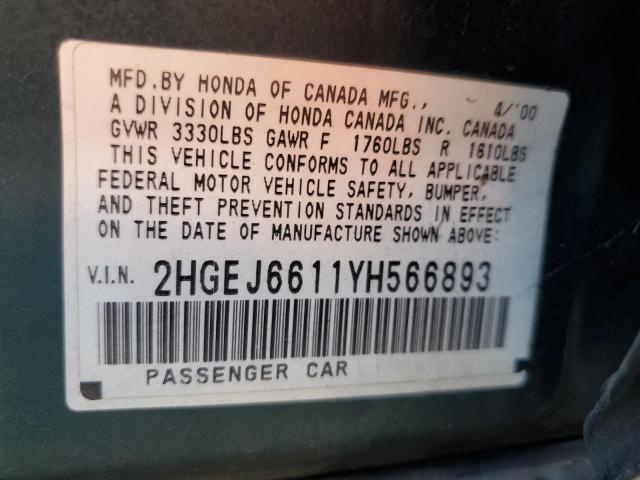 MFD.BY HONDA OF CANADA MFG., 4/'00
A DIVISION OF HONDA CANADA INC. CANADA
GVWR 3330LBS GAWR F 1760LBS R 1610LBS
THIS VEHICLE CONFORMS TO ALL APPLICABLE
FEDERAL MOTOR VEHICLE SAFETY, BUMPER,
AND THEFT PREVENTION STANDARDS IN EFFECT
ON THE DATE OF MANUFACTURE SHOWN ABOVE:
V.I.N. 2HGEJ6611YH566893
PASSENGER CAR